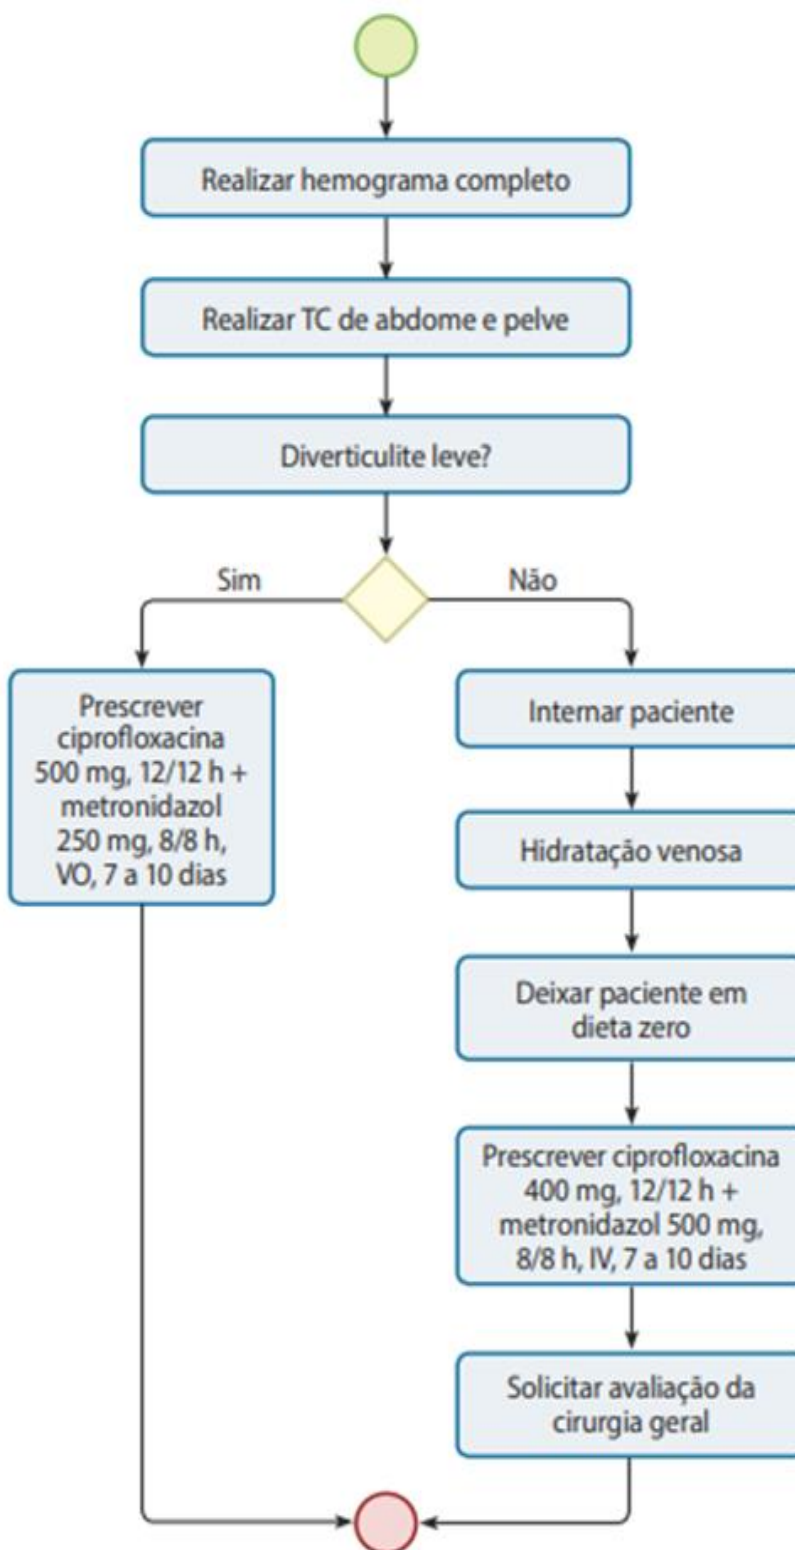 Realizar hemograma completo
Realizar TC de abdome e pelve
Diverticulite leve?
Sim
Não
Prescrever
ciprofloxacina
500 mg, 12/12 h +
metronidazol
250 mg, 8/8 h,
VO, 7 a 10 dias
Internar paciente
Hidratação venosa
Deixar paciente em
dieta zero
Prescrever ciprofloxacina
400 mg, 12/12 h +
metronidazol 500 mg,
8/8 h, IV, 7 a 10 dias
Solicitar avaliação da
cirurgia geral